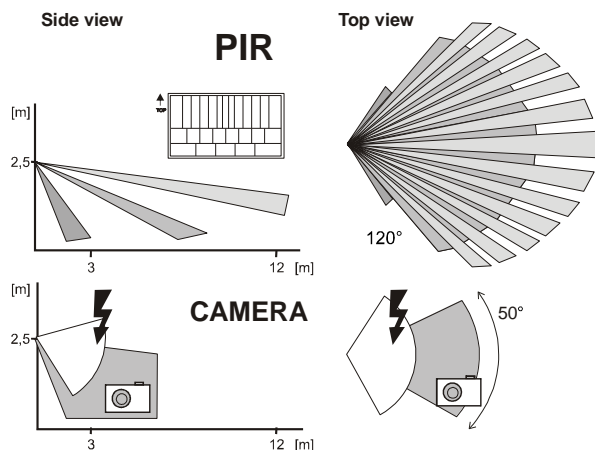 Side view
Top view
PIR
TOP
[m]
2,5
3
12
[m]
120°
[m]
CAMERA
2,5
50°
3
12
[m]